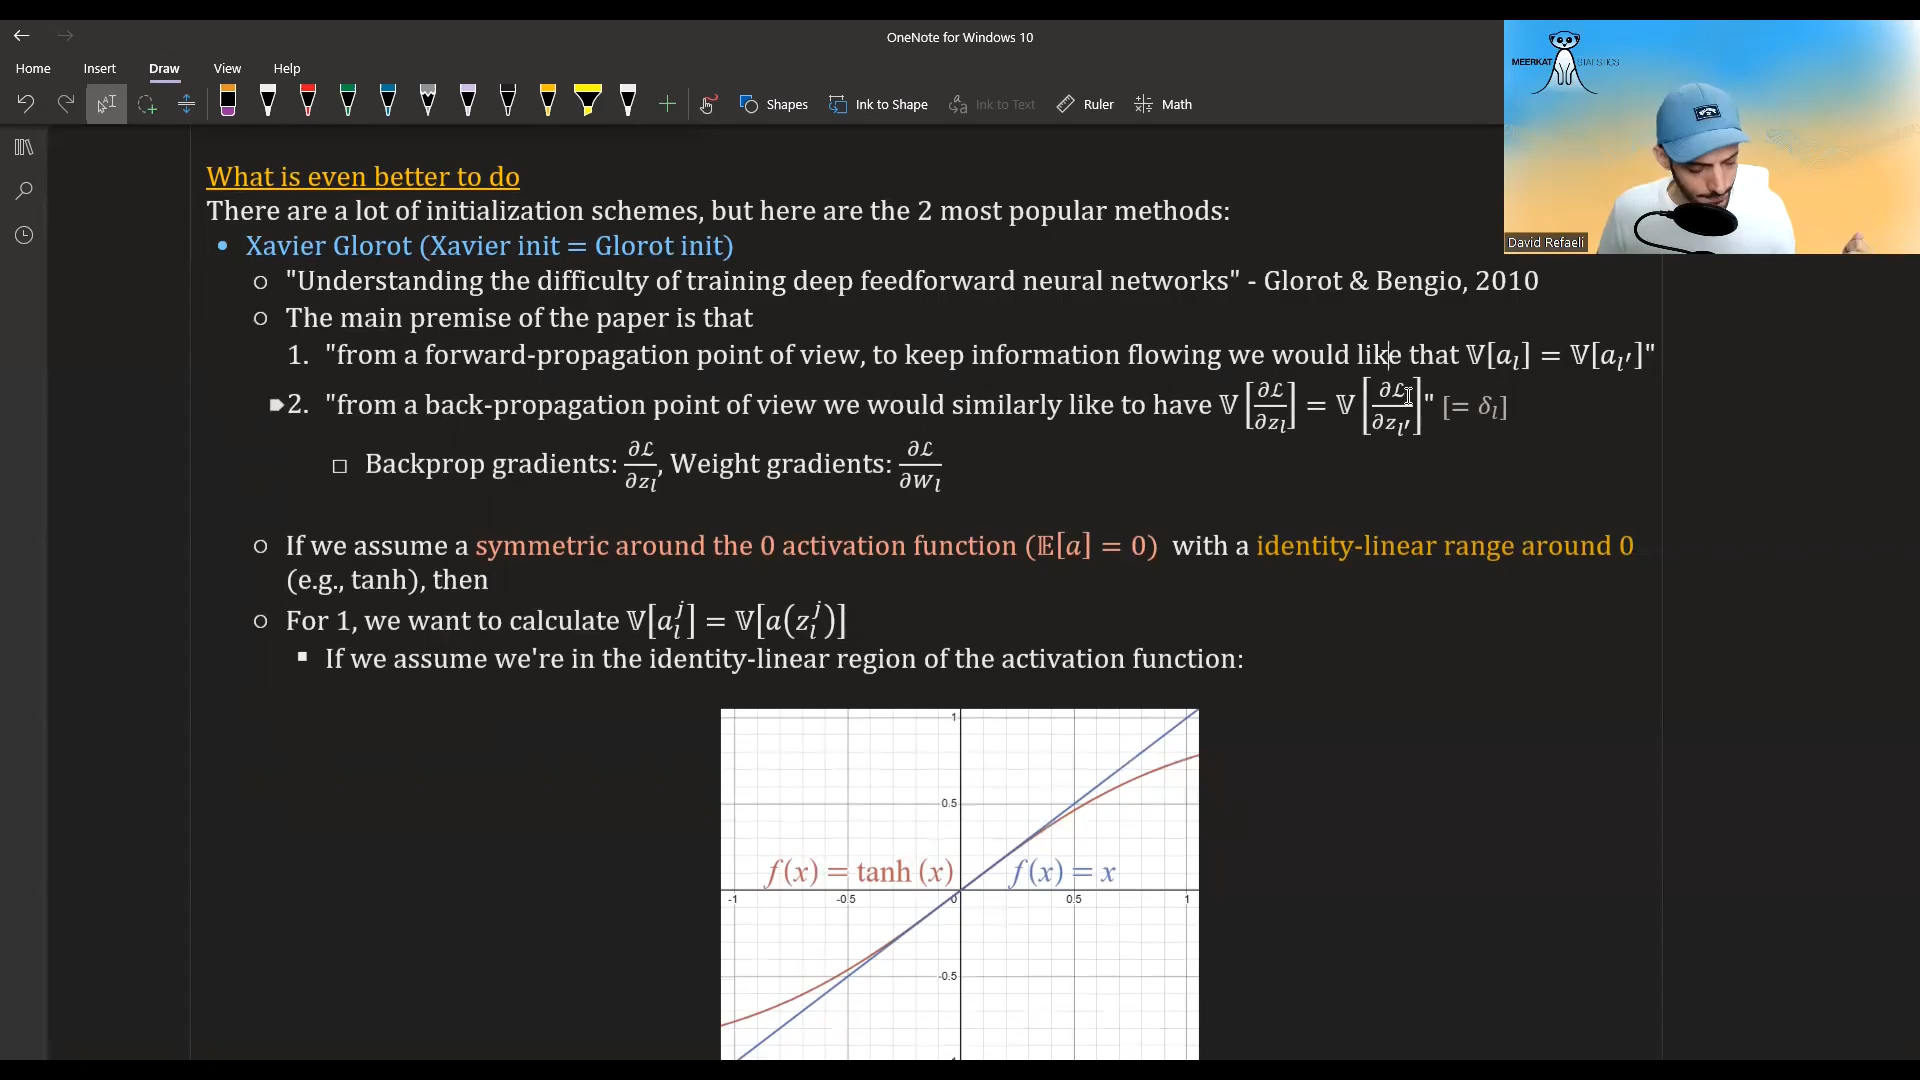 OneNote for Windows 10
Home Insert Draw View Help
Shapes Ink to Shape Ink to Text Ruler Math
MEERKAT STATISTICS
David Refaeli
What is even better to do
There are a lot of initialization schemes, but here are the 2 most popular methods:
• Xavier Glorot (Xavier init = Glorot init)
○ "Understanding the difficulty of training deep feedforward neural networks" - Glorot & Bengio, 2010
○ The main premise of the paper is that
1. "from a forward-propagation point of view, to keep information flowing we would like that 𝕍[a_l] = 𝕍[a_{l′}]"
2. "from a back-propagation point of view we would similarly like to have 𝕍[∂ℒ/∂z_l] = 𝕍[∂ℒ/∂z_{l′}]" [= δ_l]
□ Backprop gradients: ∂ℒ/∂z_l, Weight gradients: ∂ℒ/∂W_l
○ If we assume a symmetric around the 0 activation function (𝔼[a] = 0) with a identity-linear range around 0
(e.g., tanh), then
○ For 1, we want to calculate 𝕍[a_l^j] = 𝕍[a(z_l^j)]
▪ If we assume we're in the identity-linear region of the activation function:
1
0.5
f(x) = tanh (x) f(x) = x
-1 -0.5 0 0.5 1
-0.5